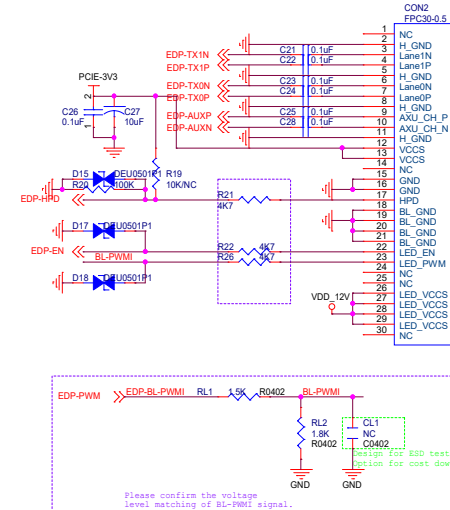 CON2
FPC30-0.5
1 NC
2 H_GND
EDP-TX1N C21 0.1uF 3 Lane1N
EDP-TX1P C22 0.1uF 4 Lane1P
5 H_GND
EDP-TX0N C23 0.1uF 6 Lane0N
EDP-TX0P C24 0.1uF 7 Lane0P
8 H_GND
EDP-AUXP C25 0.1uF 9 AXU_CH_P
EDP-AUXN C28 0.1uF 10 AXU_CH_N
11 H_GND
12 VCCS
13 VCCS
14 NC
15 GND
16 GND
17 HPD
18 BL_GND
19 BL_GND
20 BL_GND
21 BL_GND
22 LED_EN
23 LED_PWM
24 NC
25 NC
26 LED_VCCS
27 LED_VCCS
28 LED_VCCS
29 LED_VCCS
30 NC
PCIE-3V3
2
1
C26
0.1uF
C27
10uF
D15 DEU0501P1
R20 100K
R19
10K/NC
EDP-HPD
R21
4K7
D17 DEU0501P1
EDP-EN
BL-PWMI
R22 4K7
R26 4K7
D18 DEU0501P1
VDD_12V
EDP-PWM EDP-BL-PWMI RL1 1.5K R0402 BL-PWMI
RL2
1.8K
R0402
CL1
NC
C0402
Design for ESD test
Option for cost dow
GND
GND
Please confirm the voltage
level matching of BL-PWMI signal.